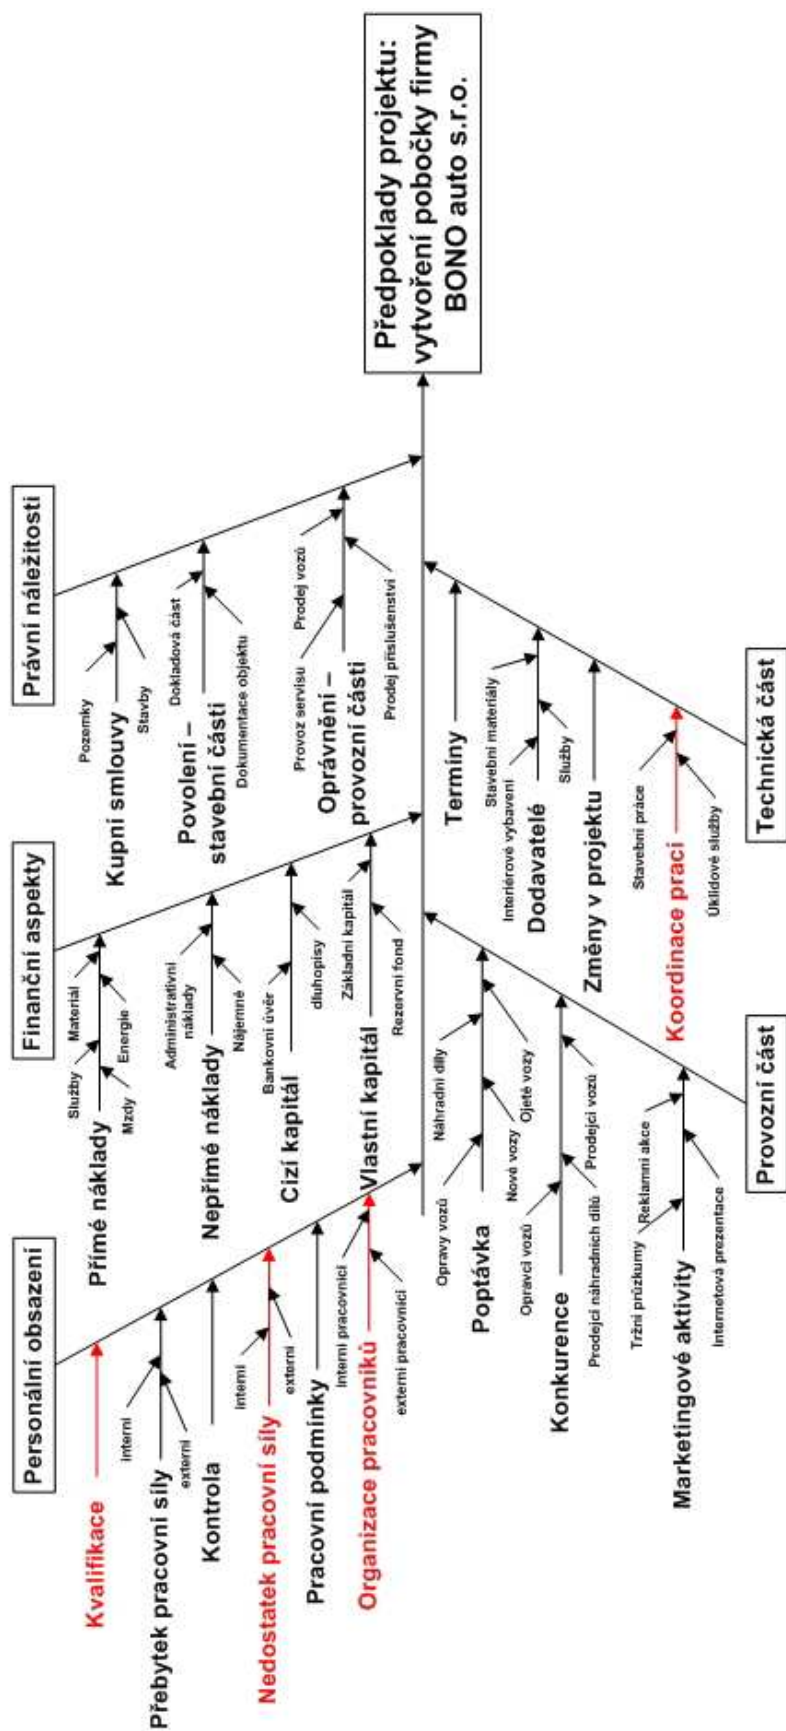 Personální obsazení
Kvalifikace
interní
Přebytek pracovní síly
externí
Kontrola
interní
Nedostatek pracovní síly
externí
Pracovní podmínky
Interní pracovníci
Organizace pracovníků
externí pracovníci
Finanční aspekty
Služby
Materiál
Přímé náklady
Mzdy
Energie
Administrativní
náklady
Nepřímé náklady
Nájemné
Bankovní úvěr
Cizí kapitál
dluhopisy
Základní kapitál
Vlastní kapitál
Rezervní fond
Právní náležitosti
Pozemky
Kupní smlouvy
Stavby
Dokladová část
Povolení –
stavební části
Dokumentace objektu
Provoz servisu
Prodej vozů
Oprávnění –
provozní části
Prodej příslušenství
Předpoklady projektu:
vytvoření pobočky firmy
BONO auto s.r.o.
Opravy vozů
Náhradní díly
Poptávka
Nové vozy
Ojeté vozy
Opravci vozů
Konkurence
Prodejci náhradních dílů
Prodejci vozů
Tržní průzkumy
Reklamní akce
Marketingové aktivity
Internetová prezentace
Provozní část
Termíny
Interiérové vybavení
Stavební materiály
Dodavatelé
Služby
Změny v projektu
Stavební práce
Koordinace prací
Úklidové služby
Technická část